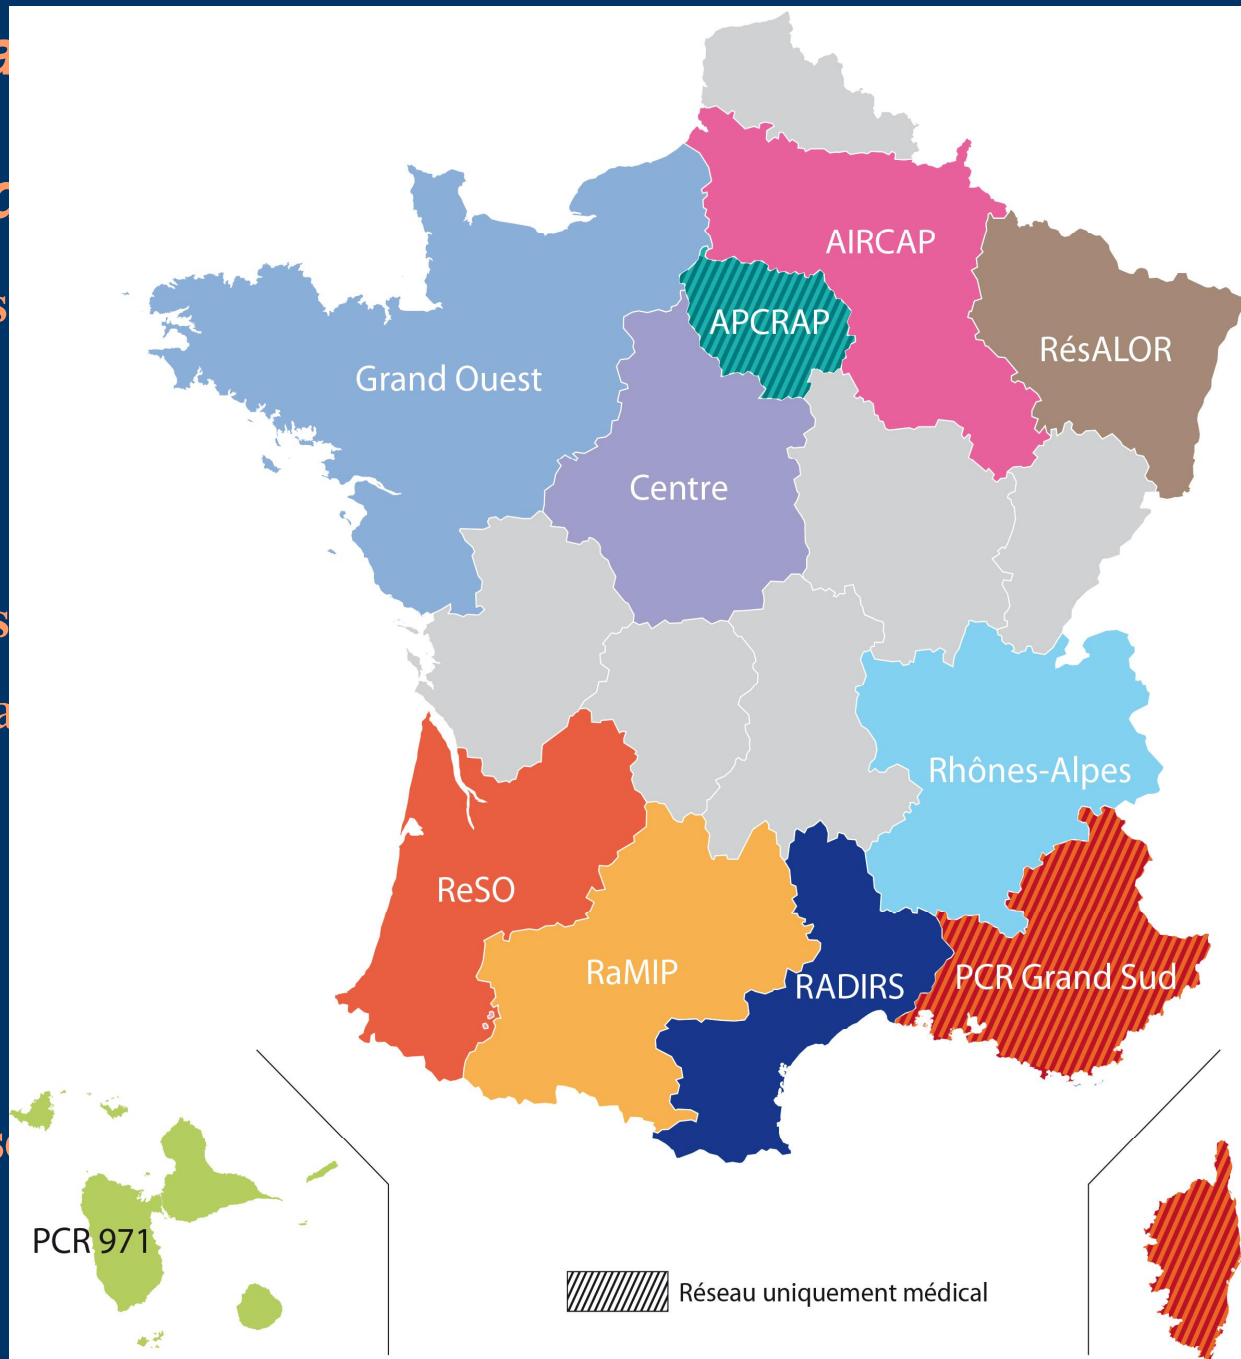 AIRCAP
APCRAP
RésALOR
Grand Ouest
Centre
Rhônes-Alpes
ReSO
RaMIP
RADIRS
PCR Grand Sud
PCR 971
Réseau uniquement médical